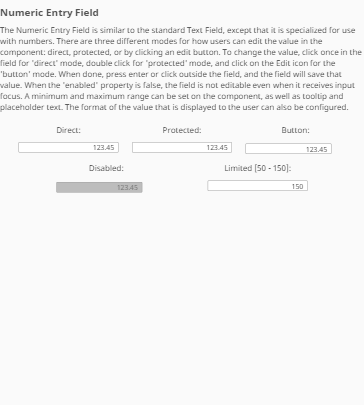 Numeric Entry Field
The Numeric Entry Field is similar to the standard Text Field, except that it is specialized for use
with numbers. There are three different modes for how users can edit the value in the
component: direct, protected, or by clicking an edit button. To change the value, click once in the
field for 'direct' mode, double click for 'protected' mode, and click on the Edit icon for the
'button' mode. When done, press enter or click outside the field, and the field will save that
value. When the 'enabled' property is false, the field is not editable even when it receives input
focus. A minimum and maximum range can be set on the component, as well as tooltip and
placeholder text. The format of the value that is displayed to the user can also be configured.
Direct: Protected: Button:
123.45 123.45 123.45
Disabled: Limited [50 - 150]:
123.45 150